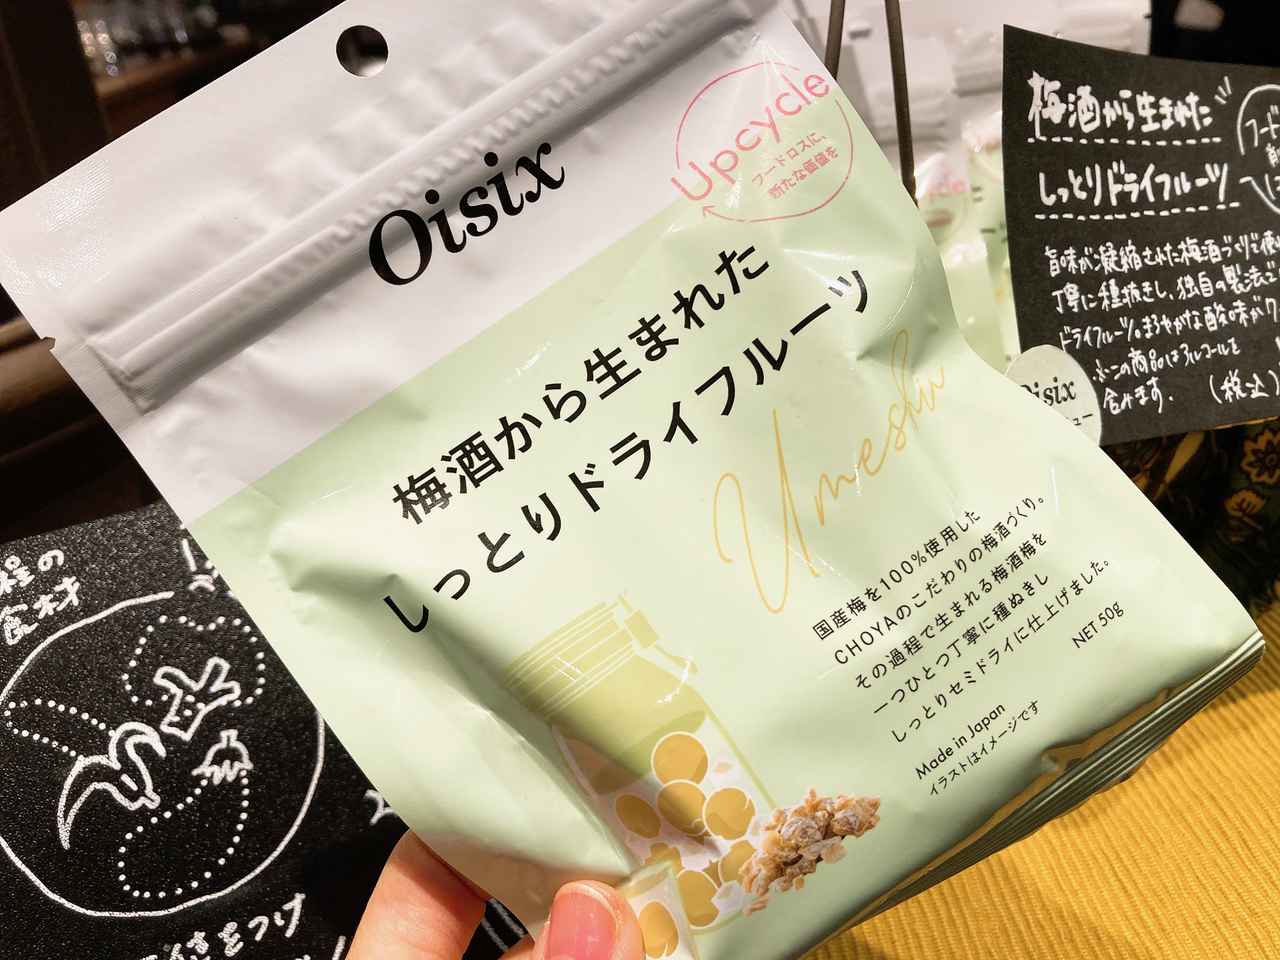 Oisix
Upcycle
フードロスに、
新たな価値を
梅酒から生まれた
しっとりドライフルーツ
Umeshu
国産梅を100%使用した
CHOYAのこだわりの梅酒づくり。
その過程で生まれる梅酒梅を
一つひとつ丁寧に種ぬきし
しっとりセミドライに仕上げました。
NET 50g
Made in Japan
イラストはイメージです
梅酒から生まれた
しっとりドライフルーツ
フード
旨味が凝縮された梅酒づくりで使
丁寧に種抜きし、独自の製法で
ドライフルーツ。まろやかな酸味が
この商品はアルコールを
含みます。
(税込)
Oisix
程の
食材
をつけ